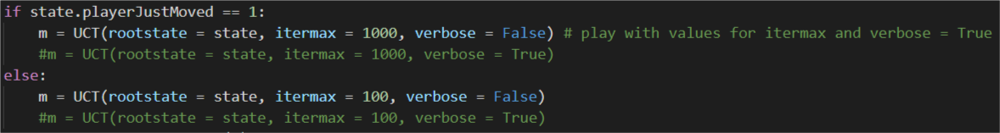 if state.playerJustMoved == 1:
    m = UCT(rootstate = state, itermax = 1000, verbose = False) # play with values for itermax and verbose = True
    #m = UCT(rootstate = state, itermax = 1000, verbose = True)
else:
    m = UCT(rootstate = state, itermax = 100, verbose = False)
    #m = UCT(rootstate = state, itermax = 100, verbose = True)